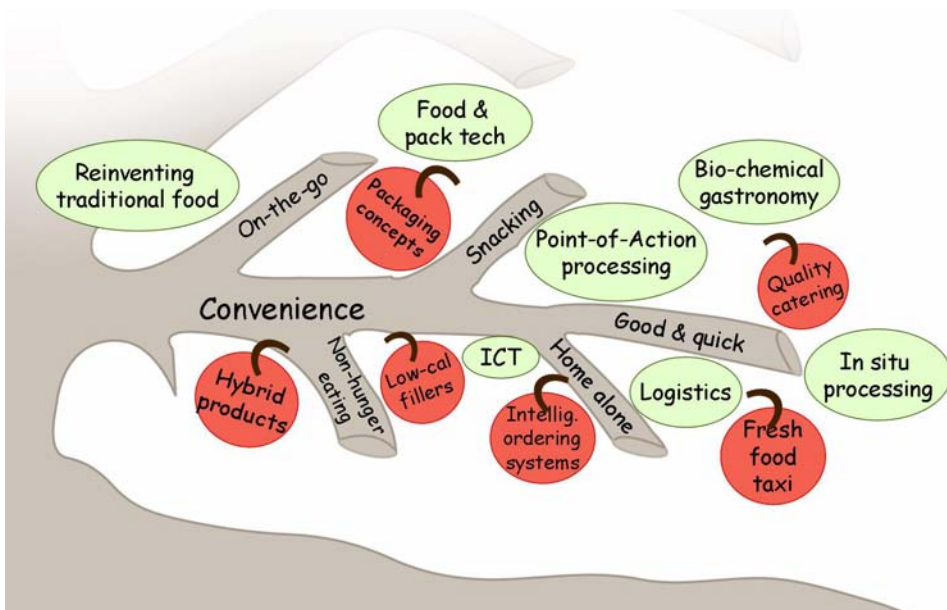 Food &
pack tech
Reinventing
traditional food
On-the-go
Packaging
concepts
Snacking
Bio-chemical
gastronomy
Point-of-Action
processing
Quality
catering
Convenience
Good & quick
Hybrid
products
Non-hunger
eating
Low-cal
fillers
ICT
Home alone
Logistics
In situ
processing
Intellig.
ordering
systems
Fresh
food
taxi